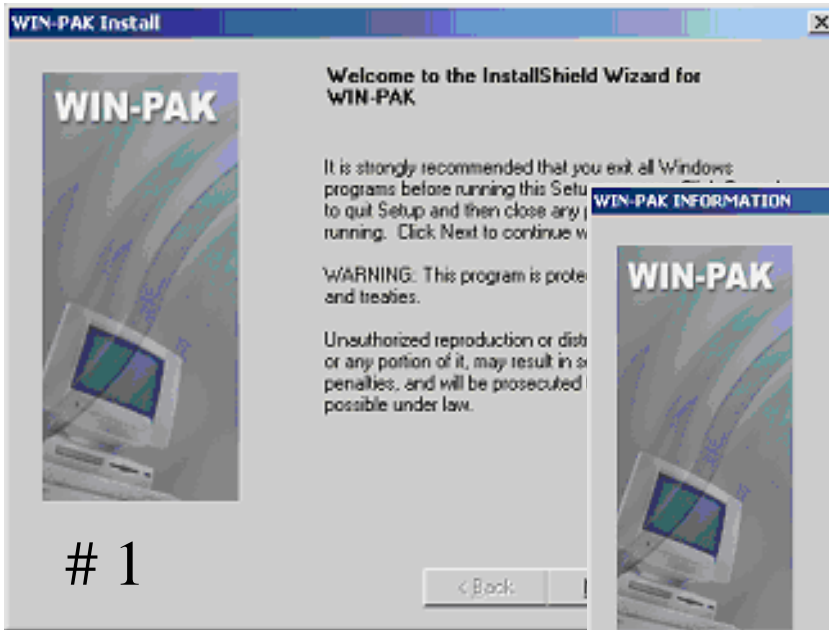 WIN-PAK Install
WIN-PAK
Welcome to the InstallShield Wizard for
WIN-PAK
It is strongly recommended that you exit all Windows
programs before running this Setu
to quit Setup and then close any
running. Click Next to continue w
WARNING: This program is prote
and treaties.
Unauthorized reproduction or distr
or any portion of it, may result in s
penalties, and will be prosecuted
possible under law.
# 1
< Back
WIN-PAK INFORMATION
WIN-PAK